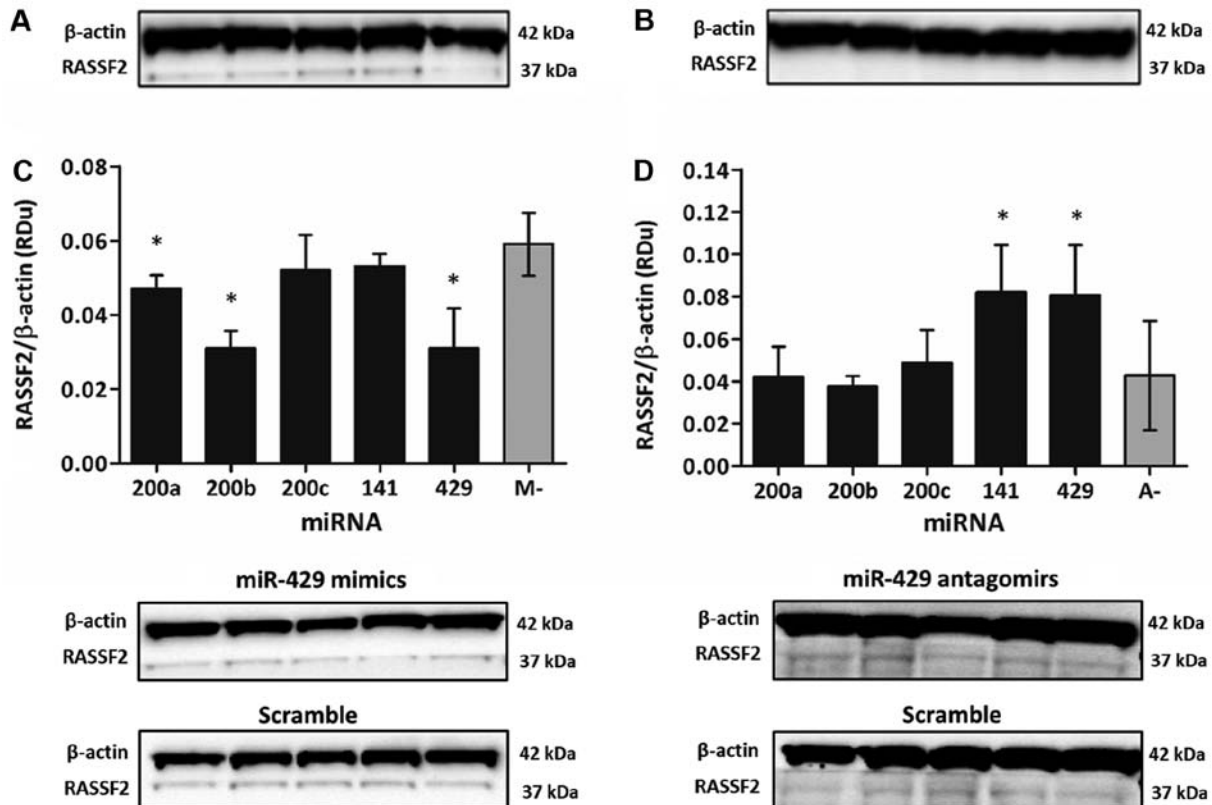 A
β-actin 42 kDa
RASSF2 37 kDa
B
β-actin 42 kDa
RASSF2 37 kDa
C
RASSF2/β-actin (RDu)
0.08
0.06
0.04
0.02
0.00
* * *
200a 200b 200c 141 429 M-
miRNA
D
RASSF2/β-actin (RDu)
0.14
0.12
0.10
0.08
0.06
0.04
0.02
0.00
* *
200a 200b 200c 141 429 A-
miRNA
miR-429 mimics
β-actin 42 kDa
RASSF2 37 kDa
Scramble
β-actin 42 kDa
RASSF2 37 kDa
miR-429 antagomirs
β-actin 42 kDa
RASSF2 37 kDa
Scramble
β-actin 42 kDa
RASSF2 37 kDa